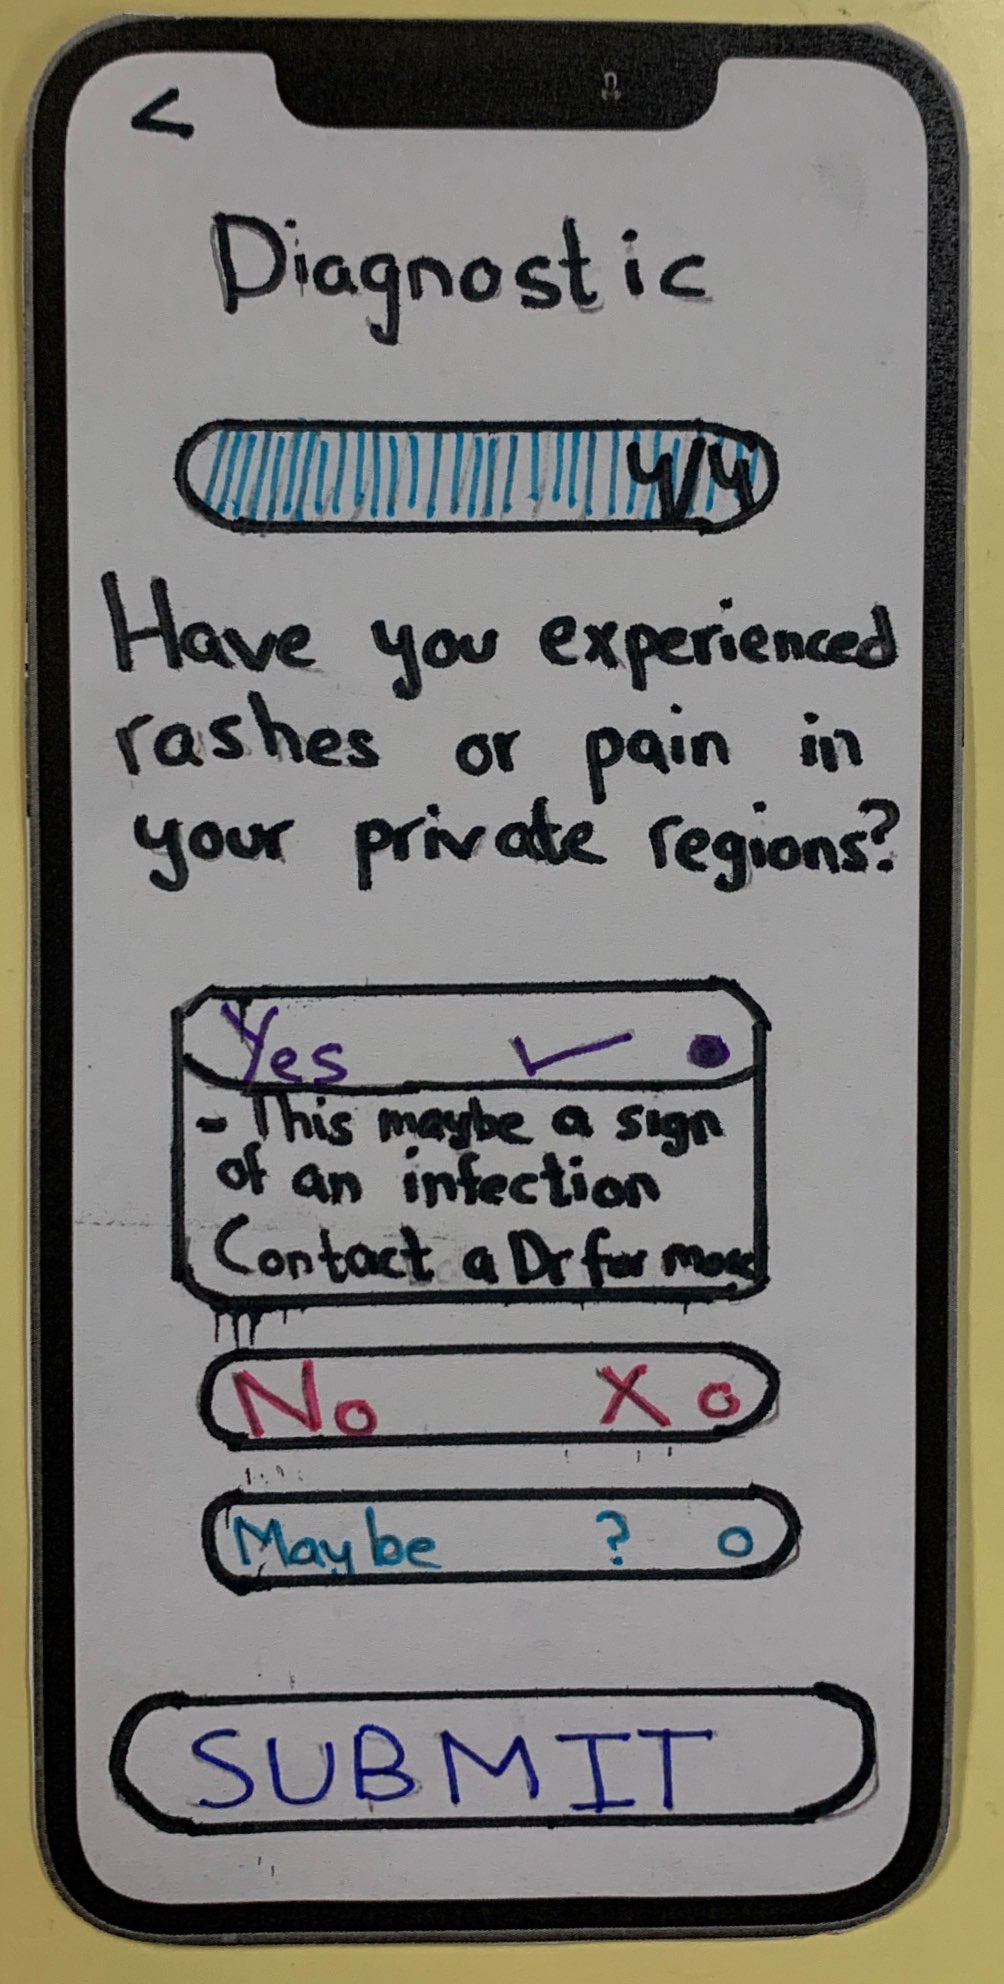 <
Diagnostic
4/4
Have you experienced
rashes or pain in
your private regions?
Yes ✓
- This maybe a sign
of an infection
Contact a Dr for more
No X
Maybe ?
SUBMIT